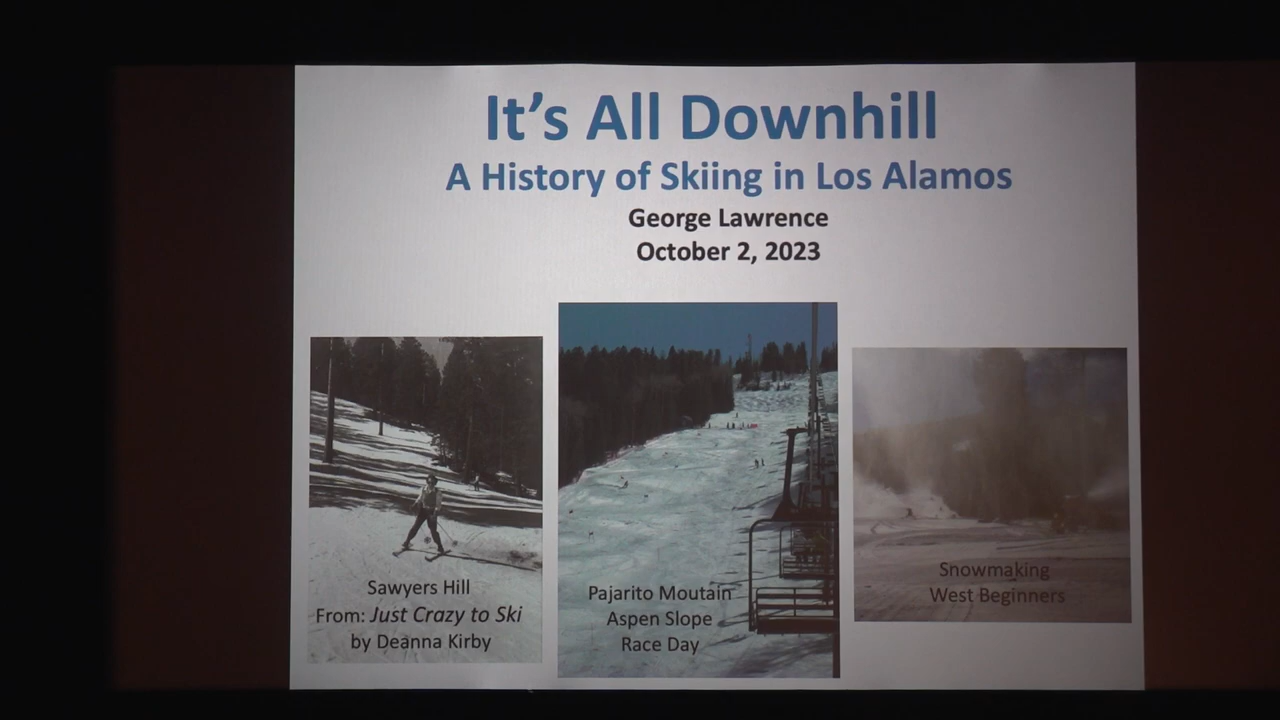 It's All Downhill
A History of Skiing in Los Alamos
George Lawrence
October 2, 2023
Sawyers Hill
From: Just Crazy to Ski
by Deanna Kirby
Pajarito Moutain
Aspen Slope
Race Day
Snowmaking
West Beginners